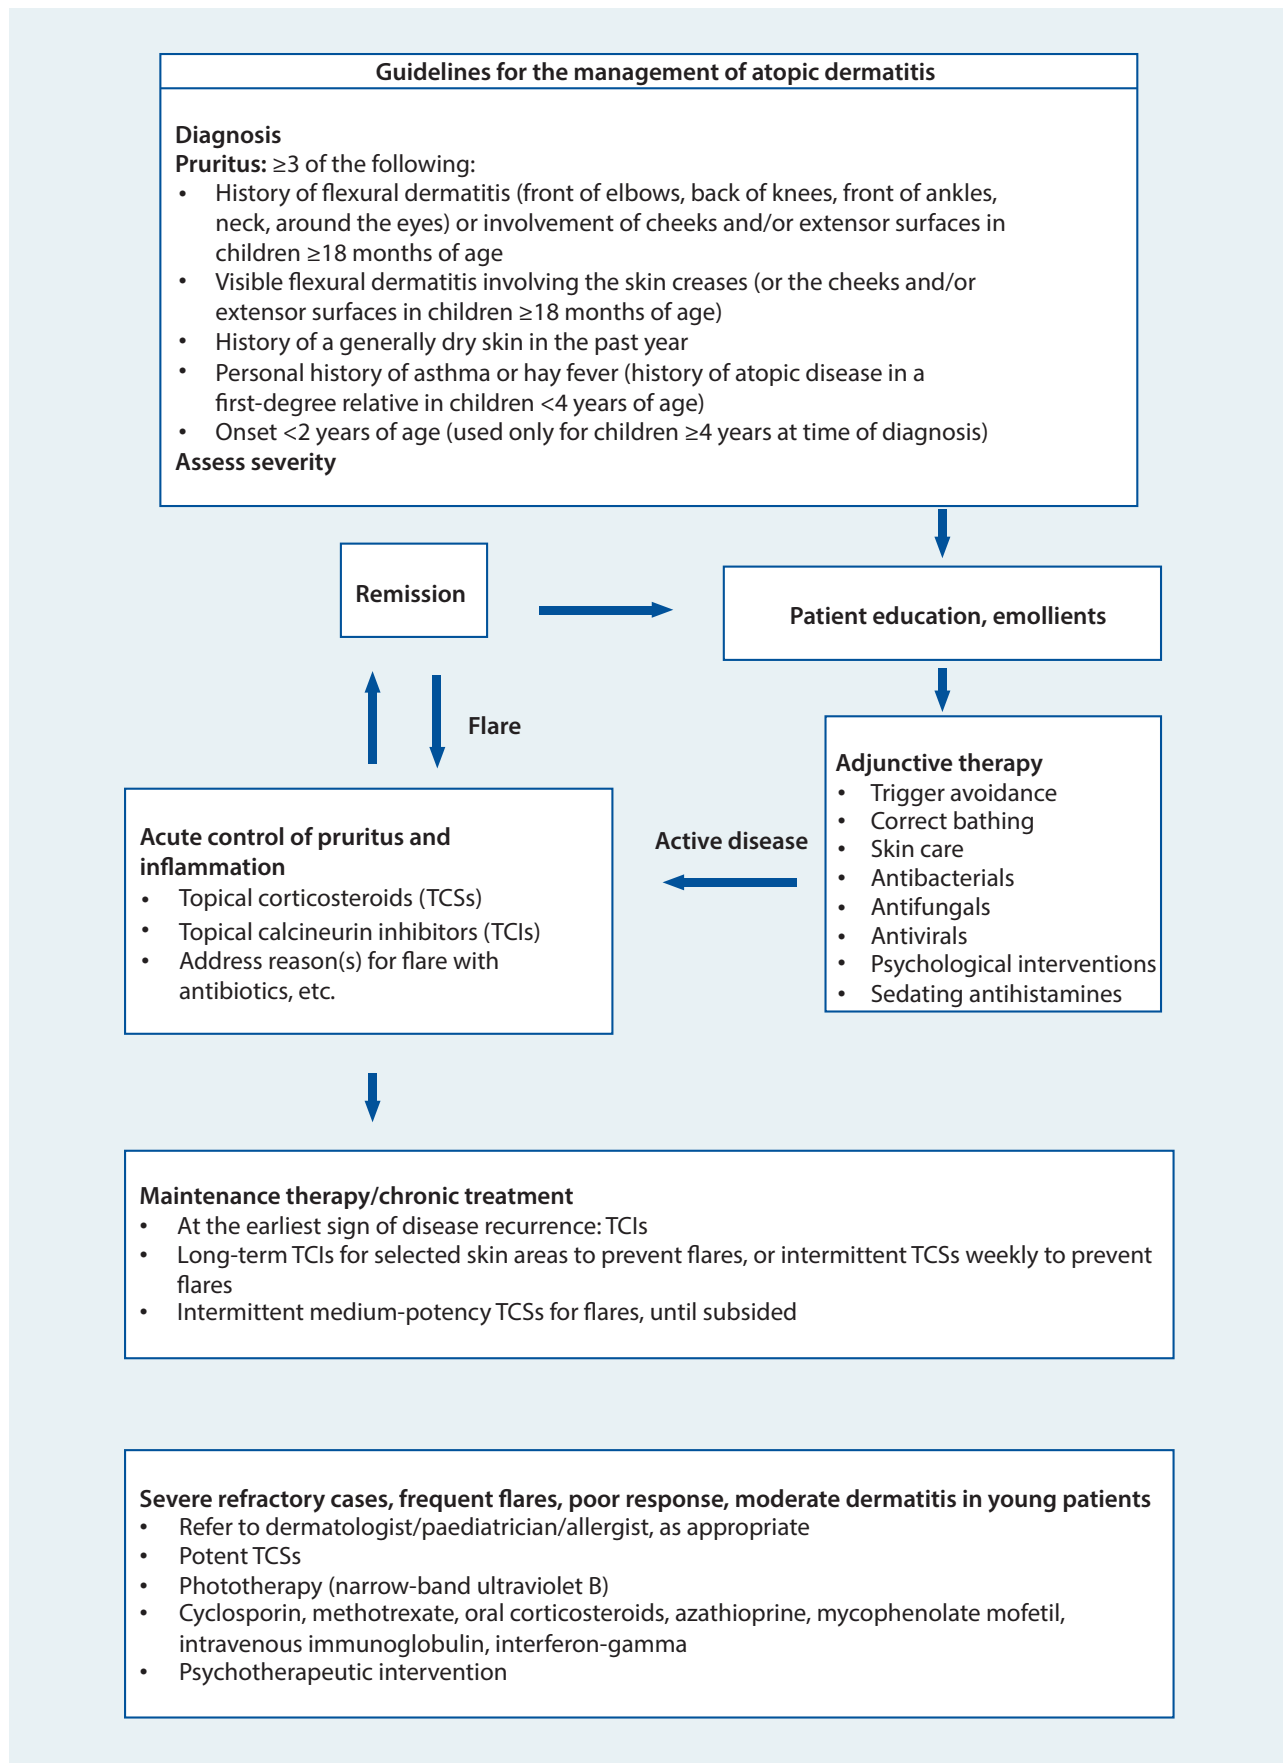 Guidelines for the management of atopic dermatitis
Diagnosis
Pruritus: ≥3 of the following:
• History of flexural dermatitis (front of elbows, back of knees, front of ankles,
neck, around the eyes) or involvement of cheeks and/or extensor surfaces in
children ≥18 months of age
• Visible flexural dermatitis involving the skin creases (or the cheeks and/or
extensor surfaces in children ≥18 months of age)
• History of a generally dry skin in the past year
• Personal history of asthma or hay fever (history of atopic disease in a
first-degree relative in children <4 years of age)
• Onset <2 years of age (used only for children ≥4 years at time of diagnosis)
Assess severity
Remission
Patient education, emollients
Flare
Adjunctive therapy
• Trigger avoidance
• Correct bathing
• Skin care
• Antibacterials
• Antifungals
• Antivirals
• Psychological interventions
• Sedating antihistamines
Active disease
Acute control of pruritus and
inflammation
• Topical corticosteroids (TCSs)
• Topical calcineurin inhibitors (TCIs)
• Address reason(s) for flare with
antibiotics, etc.
Maintenance therapy/chronic treatment
• At the earliest sign of disease recurrence: TCIs
• Long-term TCIs for selected skin areas to prevent flares, or intermittent TCSs weekly to prevent
flares
• Intermittent medium-potency TCSs for flares, until subsided
Severe refractory cases, frequent flares, poor response, moderate dermatitis in young patients
• Refer to dermatologist/paediatrician/allergist, as appropriate
• Potent TCSs
• Phototherapy (narrow-band ultraviolet B)
• Cyclosporin, methotrexate, oral corticosteroids, azathioprine, mycophenolate mofetil,
intravenous immunoglobulin, interferon-gamma
• Psychotherapeutic intervention